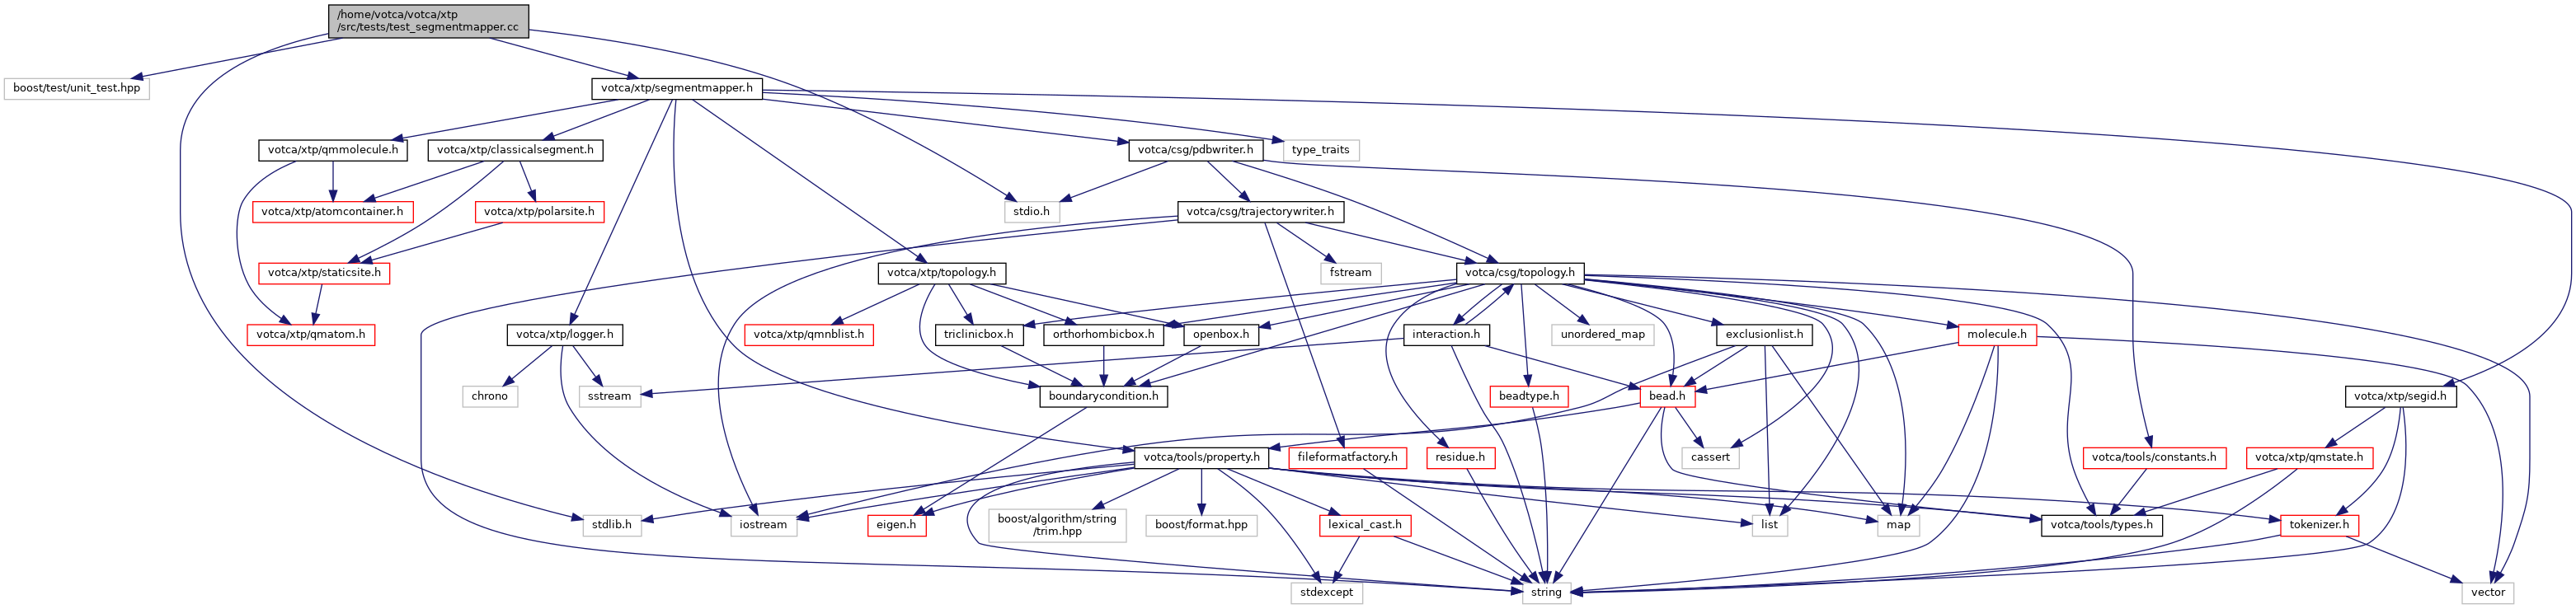 /home/votca/votca/xtp
/src/tests/test_segmentmapper.cc
boost/test/unit_test.hpp
votca/xtp/segmentmapper.h
votca/xtp/qmmolecule.h
votca/xtp/classicalsegment.h
votca/csg/pdbwriter.h
type_traits
votca/xtp/atomcontainer.h
votca/xtp/polarsite.h
stdio.h
votca/csg/trajectorywriter.h
votca/xtp/staticsite.h
votca/xtp/topology.h
fstream
votca/csg/topology.h
votca/xtp/qmatom.h
votca/xtp/logger.h
votca/xtp/qmnblist.h
triclinicbox.h
orthorhombicbox.h
openbox.h
interaction.h
unordered_map
exclusionlist.h
molecule.h
chrono
sstream
boundarycondition.h
beadtype.h
bead.h
votca/xtp/segid.h
votca/tools/property.h
fileformatfactory.h
residue.h
cassert
votca/tools/constants.h
votca/xtp/qmstate.h
stdlib.h
iostream
eigen.h
boost/algorithm/string
/trim.hpp
boost/format.hpp
lexical_cast.h
list
map
votca/tools/types.h
tokenizer.h
stdexcept
string
vector